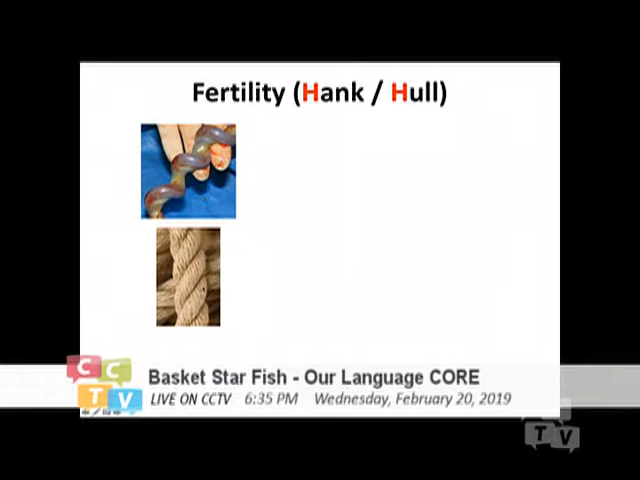 Fertility (Hank / Hull)
CC
TV
Basket Star Fish - Our Language CORE
LIVE ON CCTV 6:35 PM Wednesday, February 20, 2019
TV